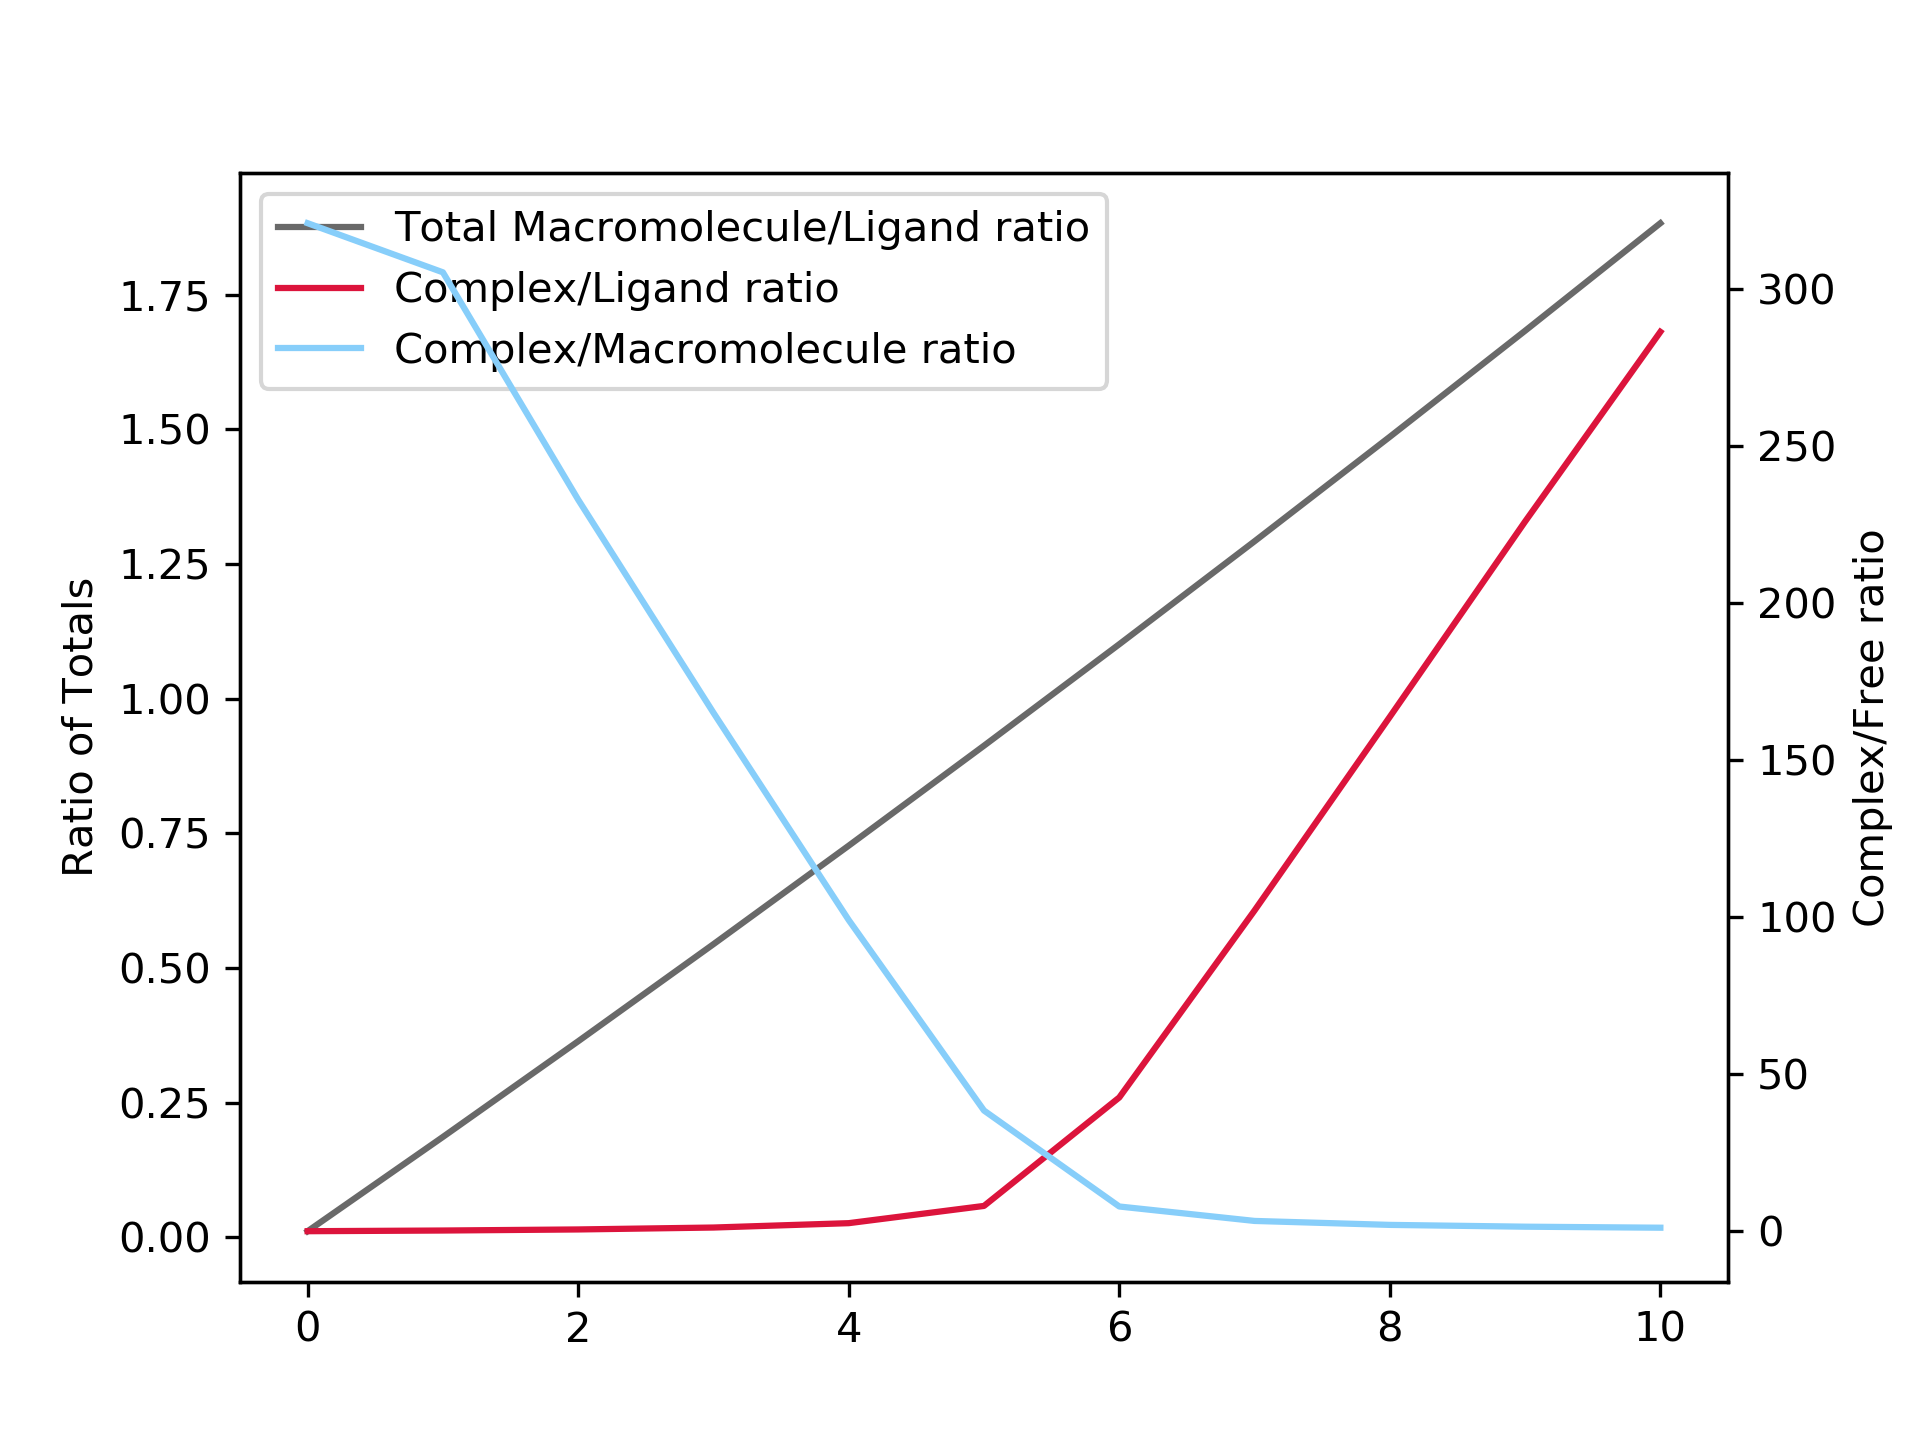 Total Macromolecule/Ligand ratio
Complex/Ligand ratio
Complex/Macromolecule ratio
Ratio of Totals
1.75
1.50
1.25
1.00
0.75
0.50
0.25
0.00
300
250
200
150
100
50
0
Complex/Free ratio
0 2 4 6 8 10